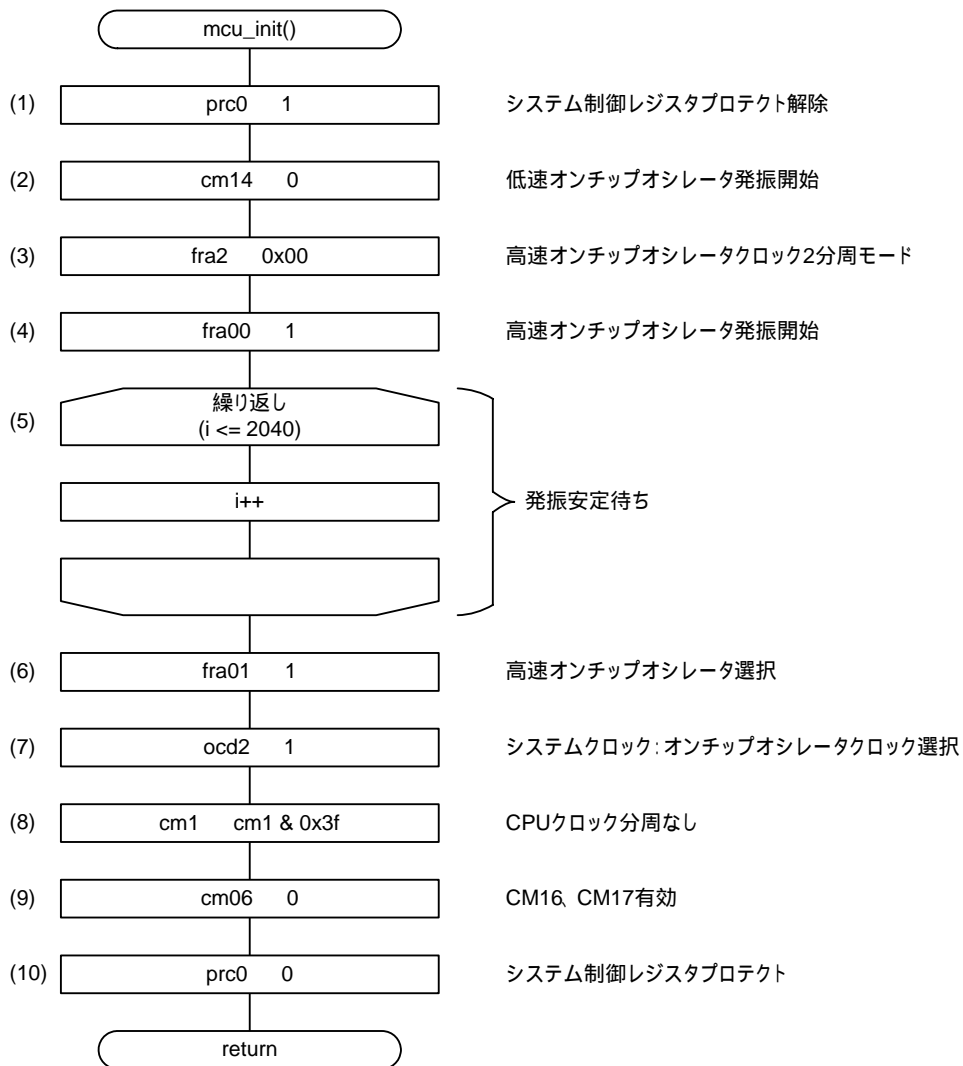 mcu_init()
(1) prc0 1 システム制御レジスタプロテクト解除
(2) cm14 0 低速オンチップオシレータ発振開始
(3) fra2 0x00 高速オンチップオシレータクロック2分周モード
(4) fra00 1 高速オンチップオシレータ発振開始
(5) 繰り返し
(i <= 2040)
i++ 発振安定待ち
(6) fra01 1 高速オンチップオシレータ選択
(7) ocd2 1 システムクロック:オンチップオシレータクロック選択
(8) cm1 cm1 & 0x3f CPUクロック分周なし
(9) cm06 0 CM16、CM17有効
(10) prc0 0 システム制御レジスタプロテクト
return